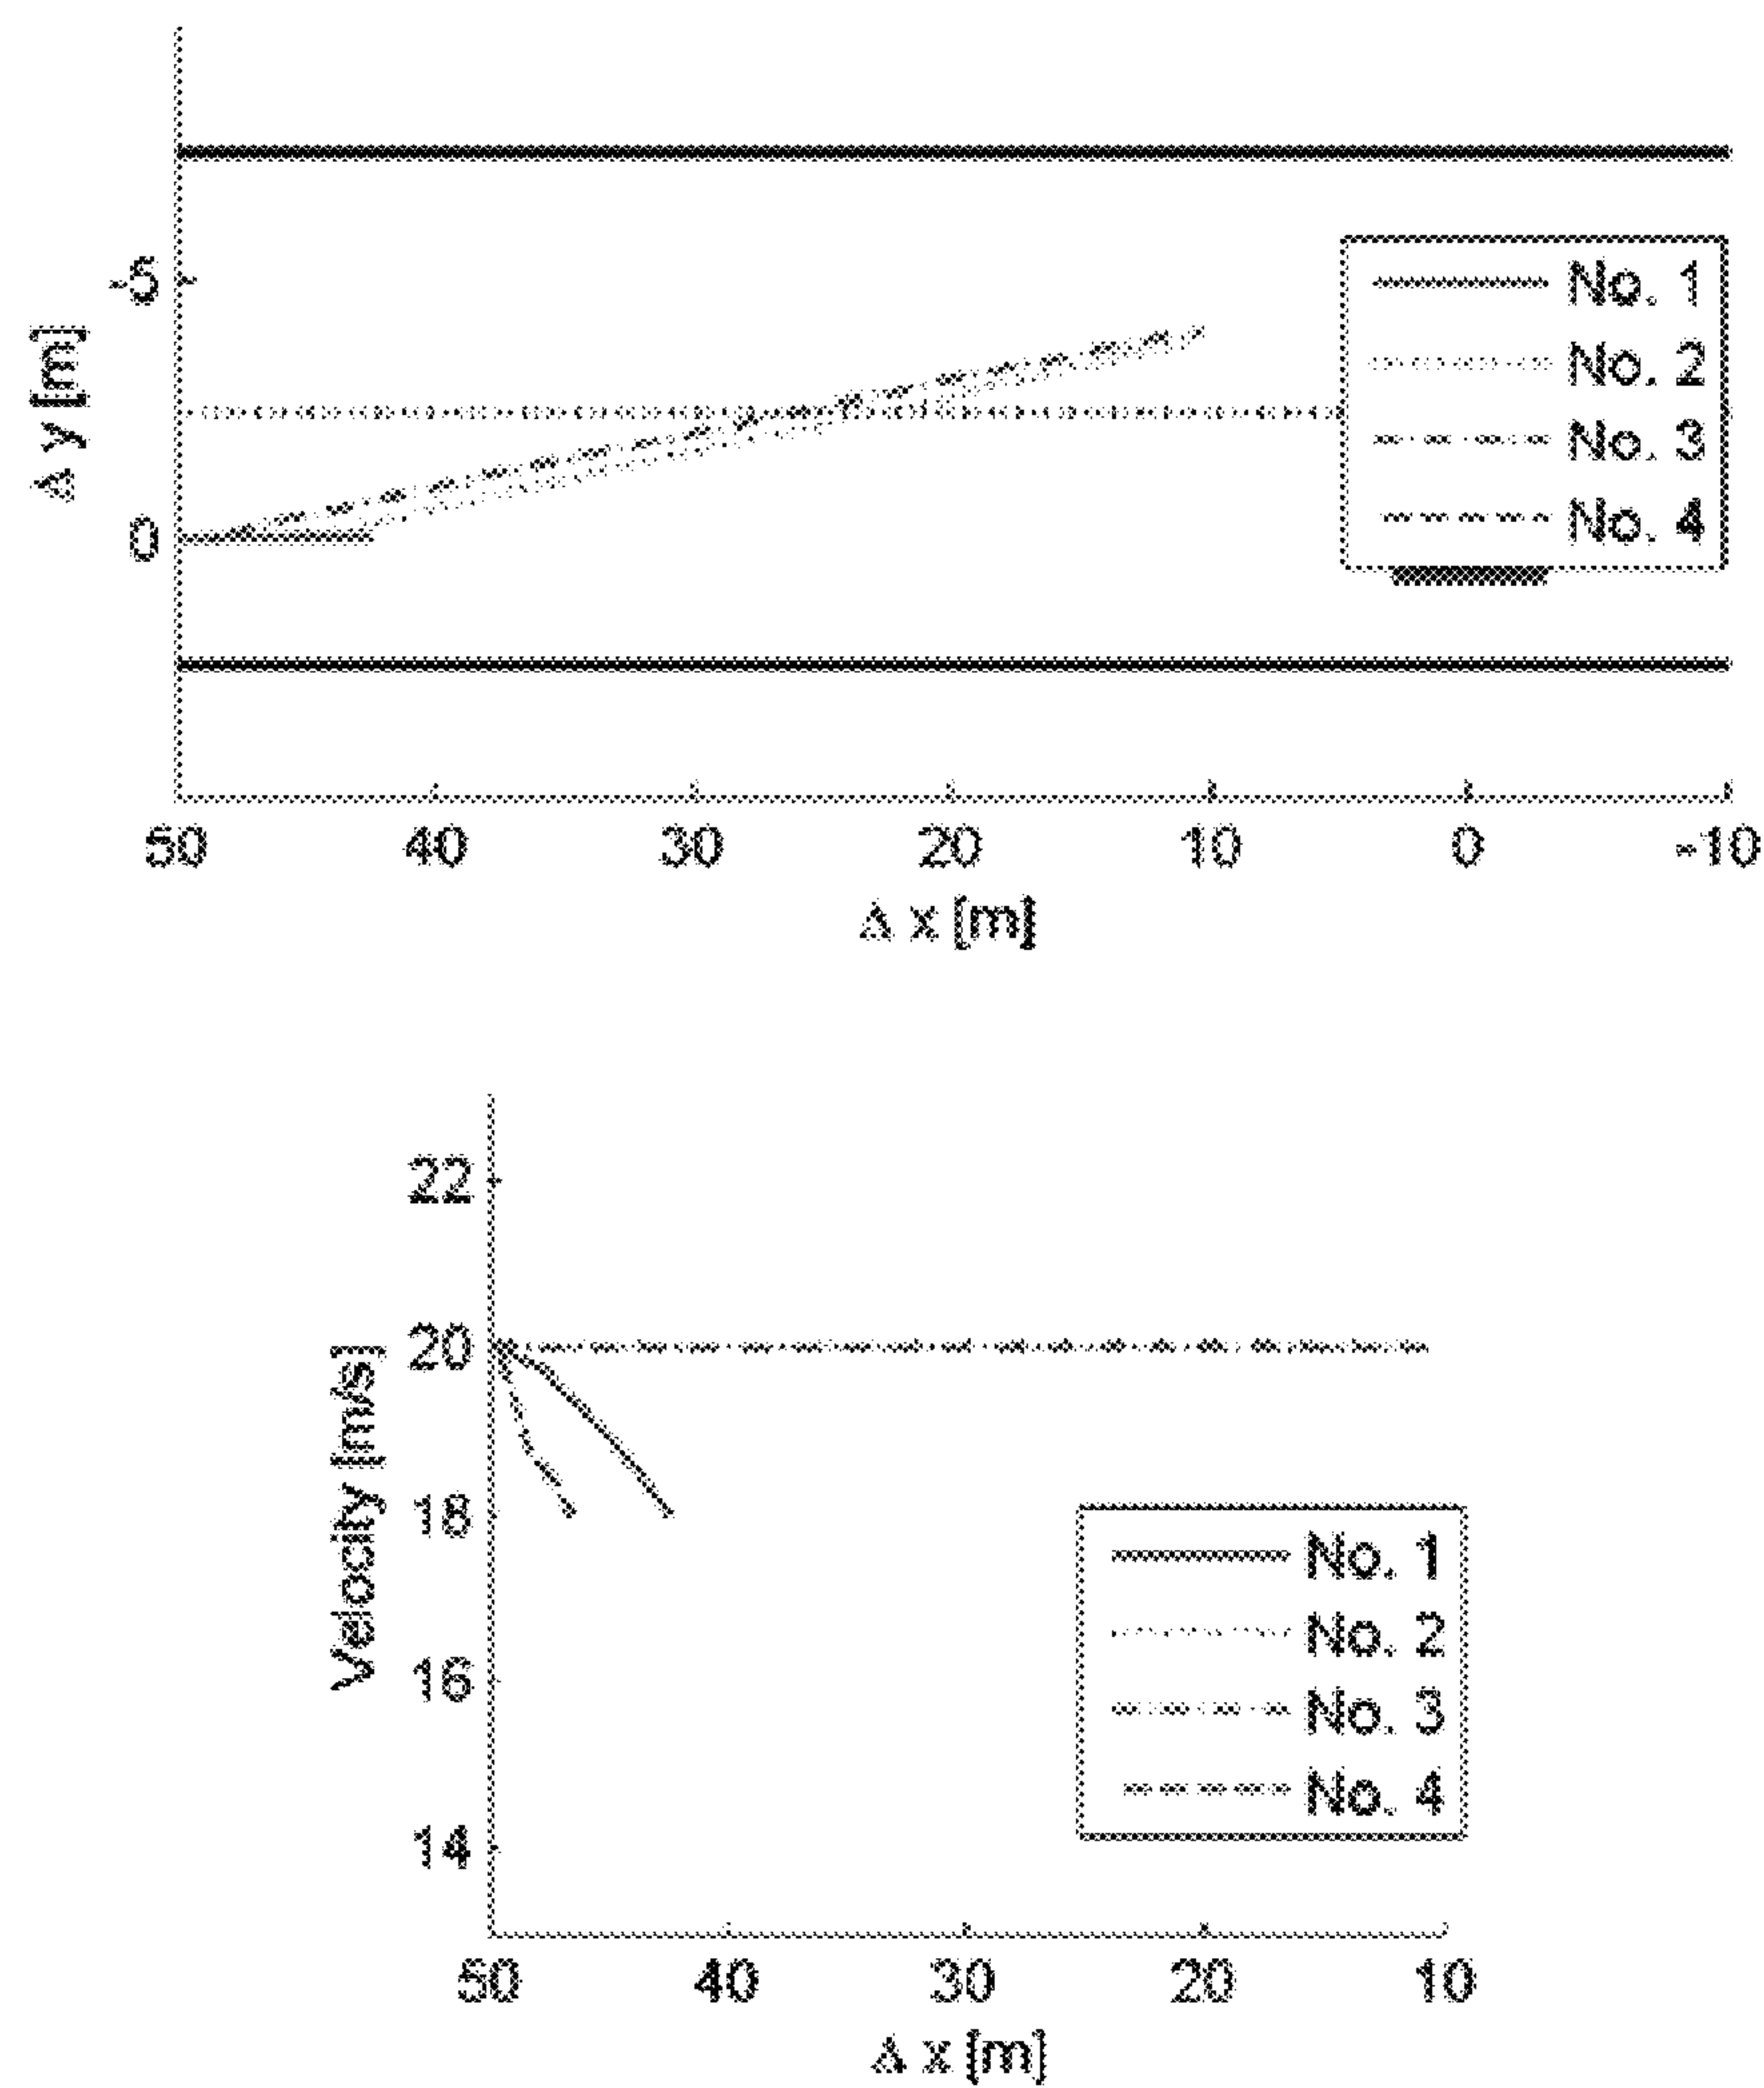 -5
0
Δ y [m]
No. 1
No. 2
No. 3
No. 4
50 40 30 20 10 0 -10
Δ x [m]
22
20
18
16
14
Velocity [m/s]
No. 1
No. 2
No. 3
No. 4
50 40 30 20 10
Δ x [m]